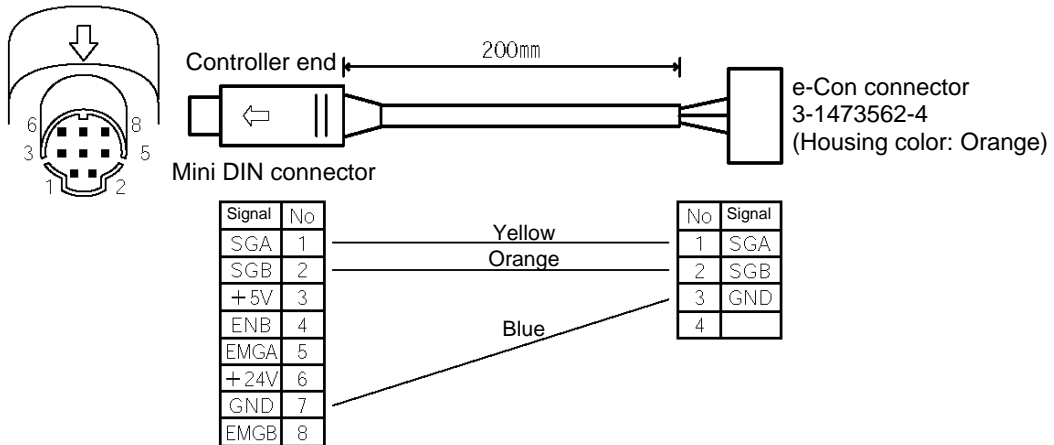 200mm
Controller end
e-Con connector
3-1473562-4
(Housing color: Orange)
6 8
3 5
1 2
Mini DIN connector
Signal No
SGA 1
SGB 2
+5V 3
ENB 4
EMGA 5
+24V 6
GND 7
EMGB 8
Yellow
Orange
Blue
No Signal
1 SGA
2 SGB
3 GND
4